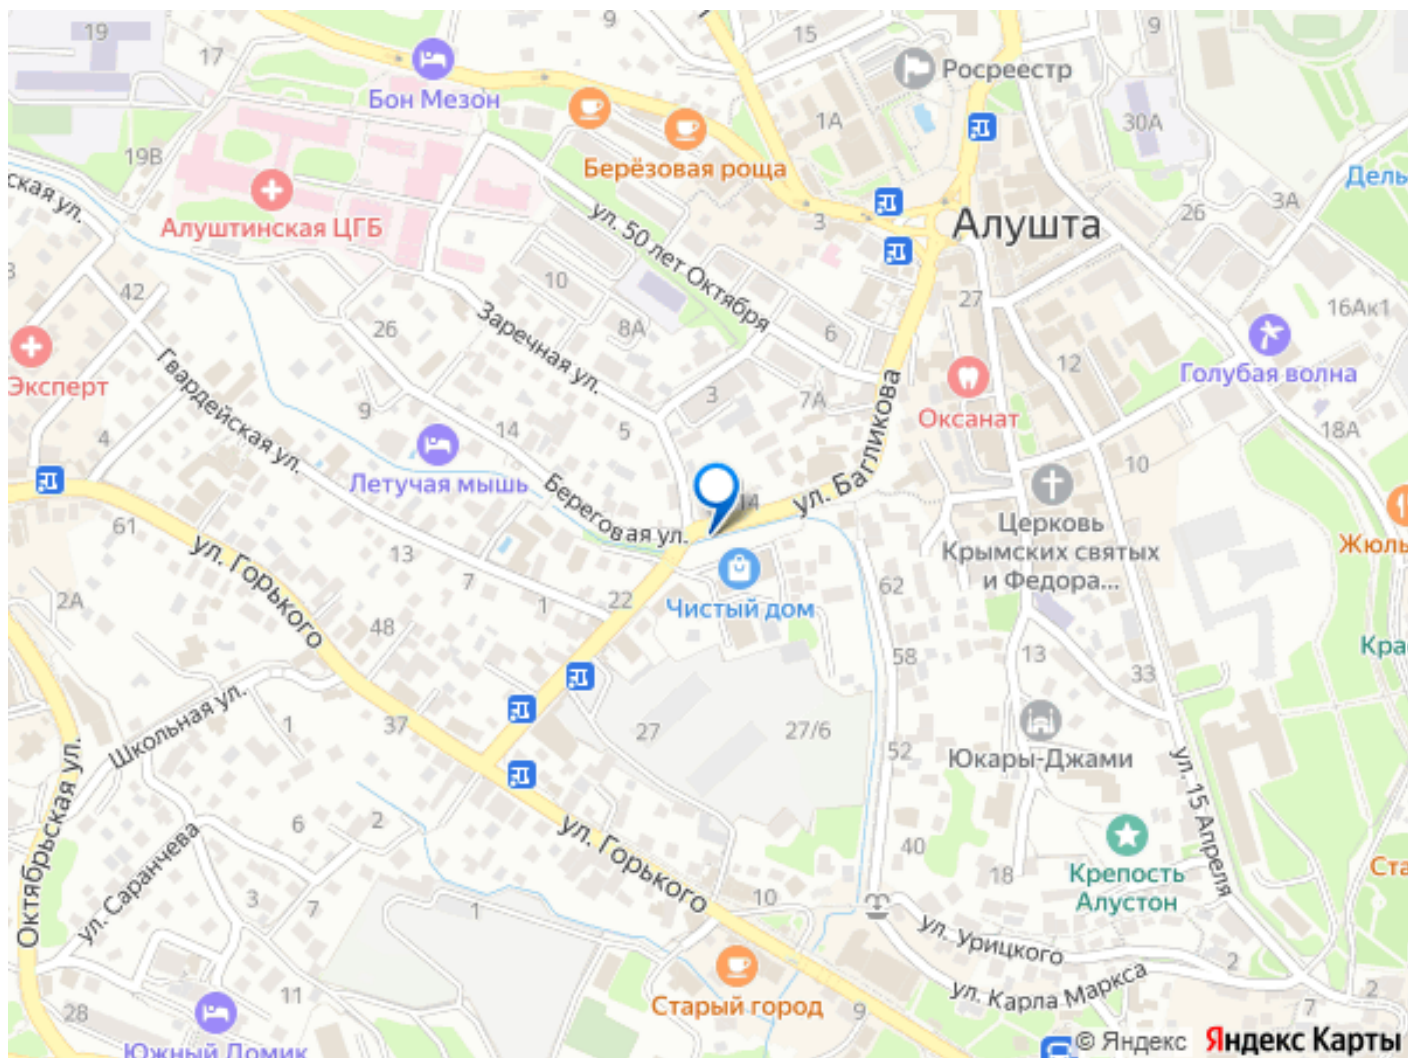 19
17
9
15
Росреестр
Бон Мезон
1А
30А
9
19В
Берёзовая роща
Дель
ская ул.
Алуштинская ЦГБ
ул. 50 лет Октября
3
Алушта
26
3А
42
10
8А
6
27
16Ак1
26
Заречная ул.
12
Голубая волна
Эксперт
Гвардейская ул.
9
3
7А
Оксанат
18А
4
14
5
ул. Багликова
10
Летучая мышь
Береговая ул.
14
Церковь
Крымских святых
и Федора...
Жюль
61
13
7
1
22
Чистый дом
62
2А
ул. Горького
48
58
13
33
Кра
Школьная ул.
1
37
27
27/6
52
Юкары-Джами
ул. 15 Апреля
Октябрьская ул.
ул. Саранчева
6
2
ул. Горького
40
18
Крепость
Алустон
Ста
3
7
1
10
ул. Урицкого
2
28
11
Старый город
9
ул. Карла Маркса
7
2
Южный Домик
© Яндекс Яндекс Карты